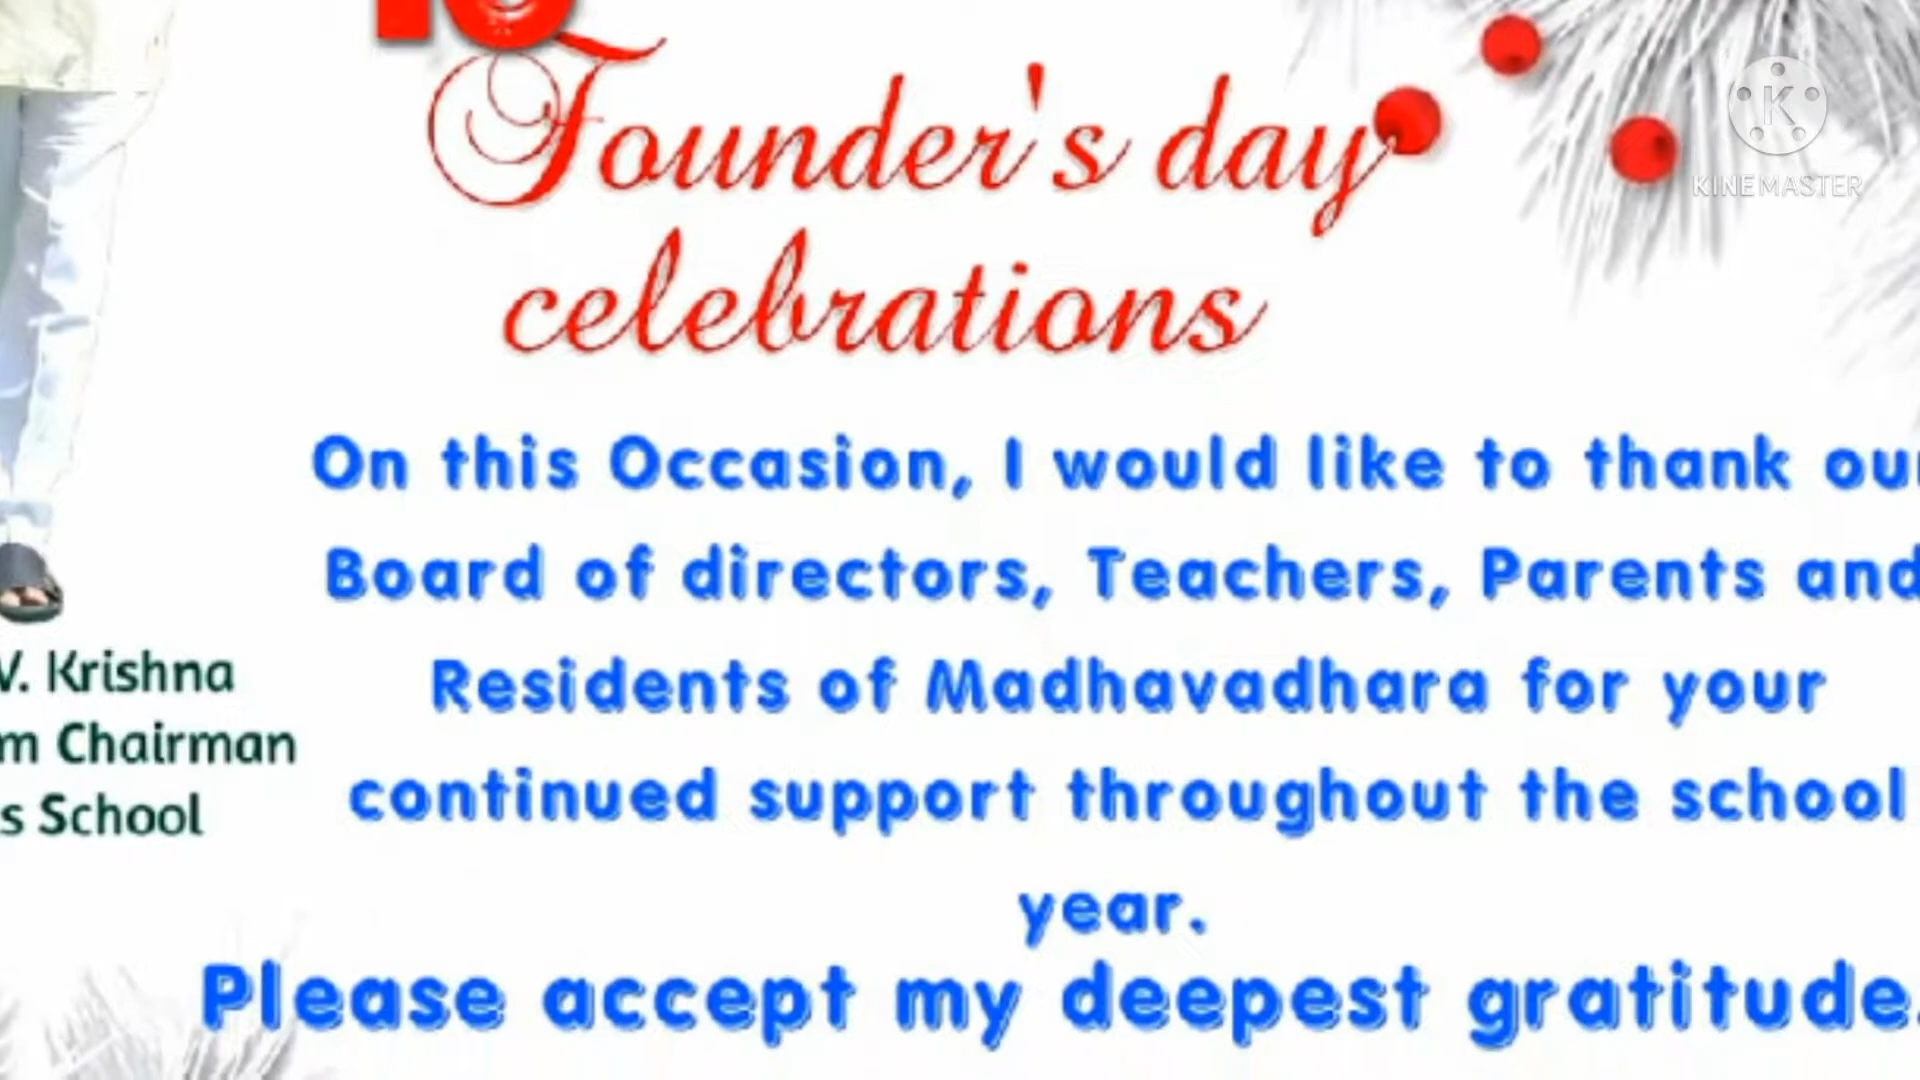 Founder's day
celebrations
On this Occasion, I would like to thank our
Board of directors, Teachers, Parents and
Residents of Madhavadhara for your
continued support throughout the school
year.
Please accept my deepest gratitude.
V. Krishna
m Chairman
s School
KINEMASTER